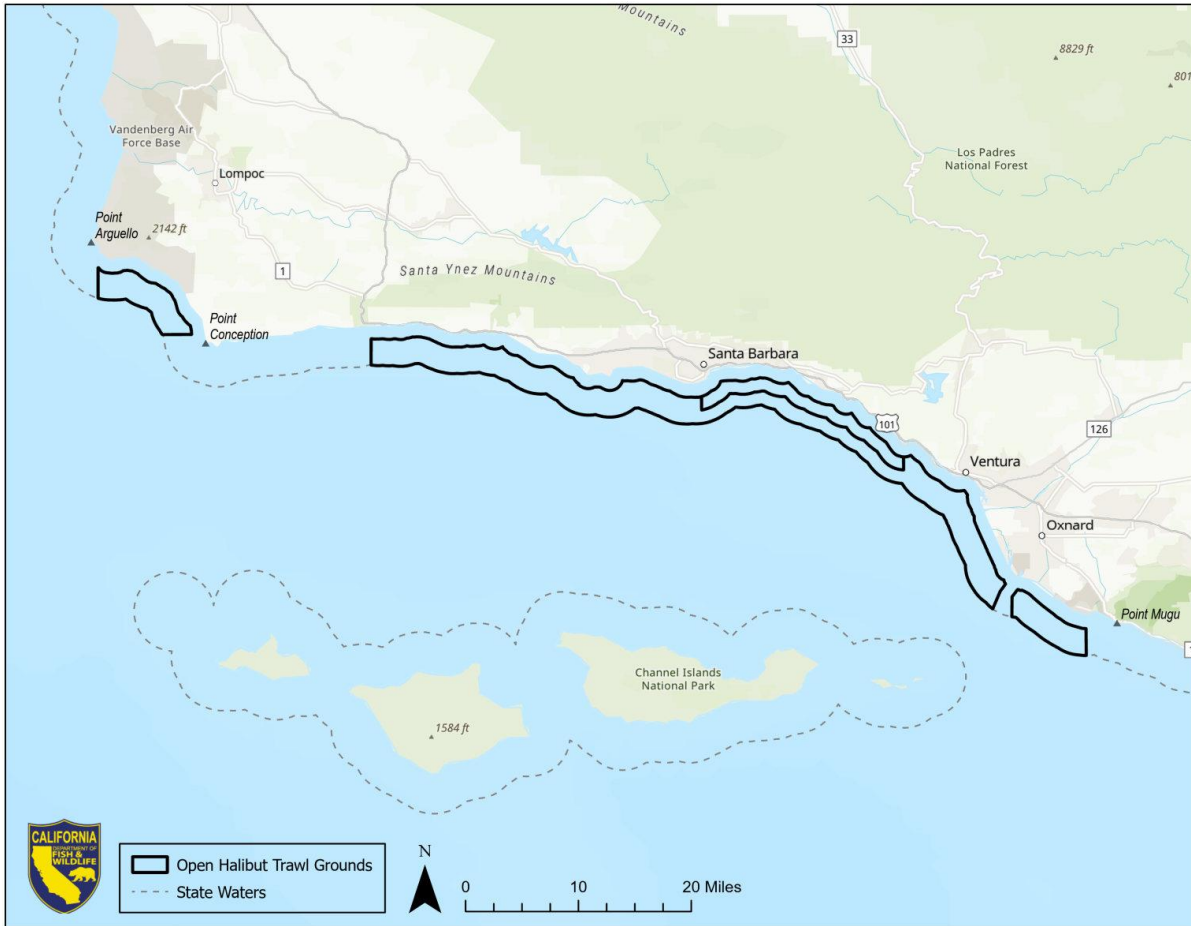 Mountains
33
8829 ft
801
Vandenberg Air
Force Base
Los Padres
National Forest
Lompoc
Point
Arguello
2142 ft
1
Santa Ynez Mountains
Point
Conception
Santa Barbara
101
126
Ventura
Oxnard
Point Mugu
1
Channel Islands
National Park
1584 ft
CALIFORNIA
DEPARTMENT OF
FISH &
WILDLIFE
Open Halibut Trawl Grounds
State Waters
N
0 10 20 Miles